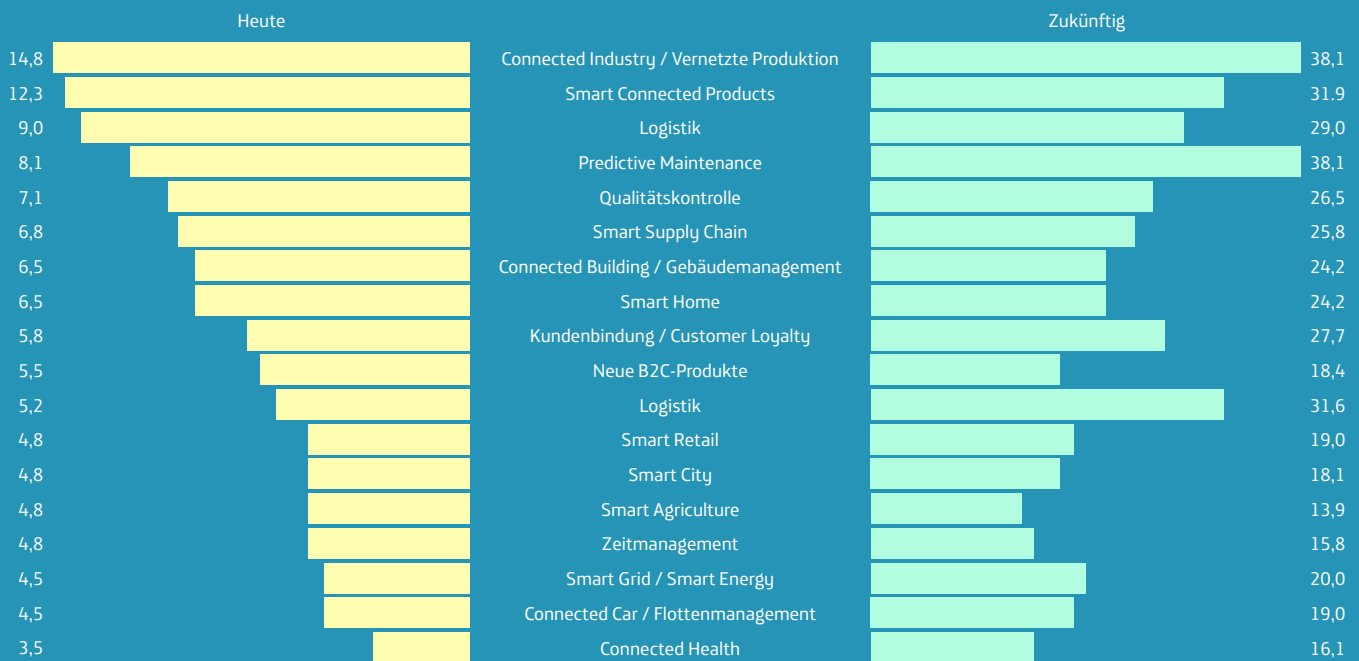 Heute Zukünftig
14,8 Connected Industry / Vernetzte Produktion 38,1
12,3 Smart Connected Products 31.9
9,0 Logistik 29,0
8,1 Predictive Maintenance 38,1
7,1 Qualitätskontrolle 26,5
6,8 Smart Supply Chain 25,8
6,5 Connected Building / Gebäudemanagement 24,2
6,5 Smart Home 24,2
5,8 Kundenbindung / Customer Loyalty 27,7
5,5 Neue B2C-Produkte 18,4
5,2 Logistik 31,6
4,8 Smart Retail 19,0
4,8 Smart City 18,1
4,8 Smart Agriculture 13,9
4,8 Zeitmanagement 15,8
4,5 Smart Grid / Smart Energy 20,0
4,5 Connected Car / Flottenmanagement 19,0
3,5 Connected Health 16,1